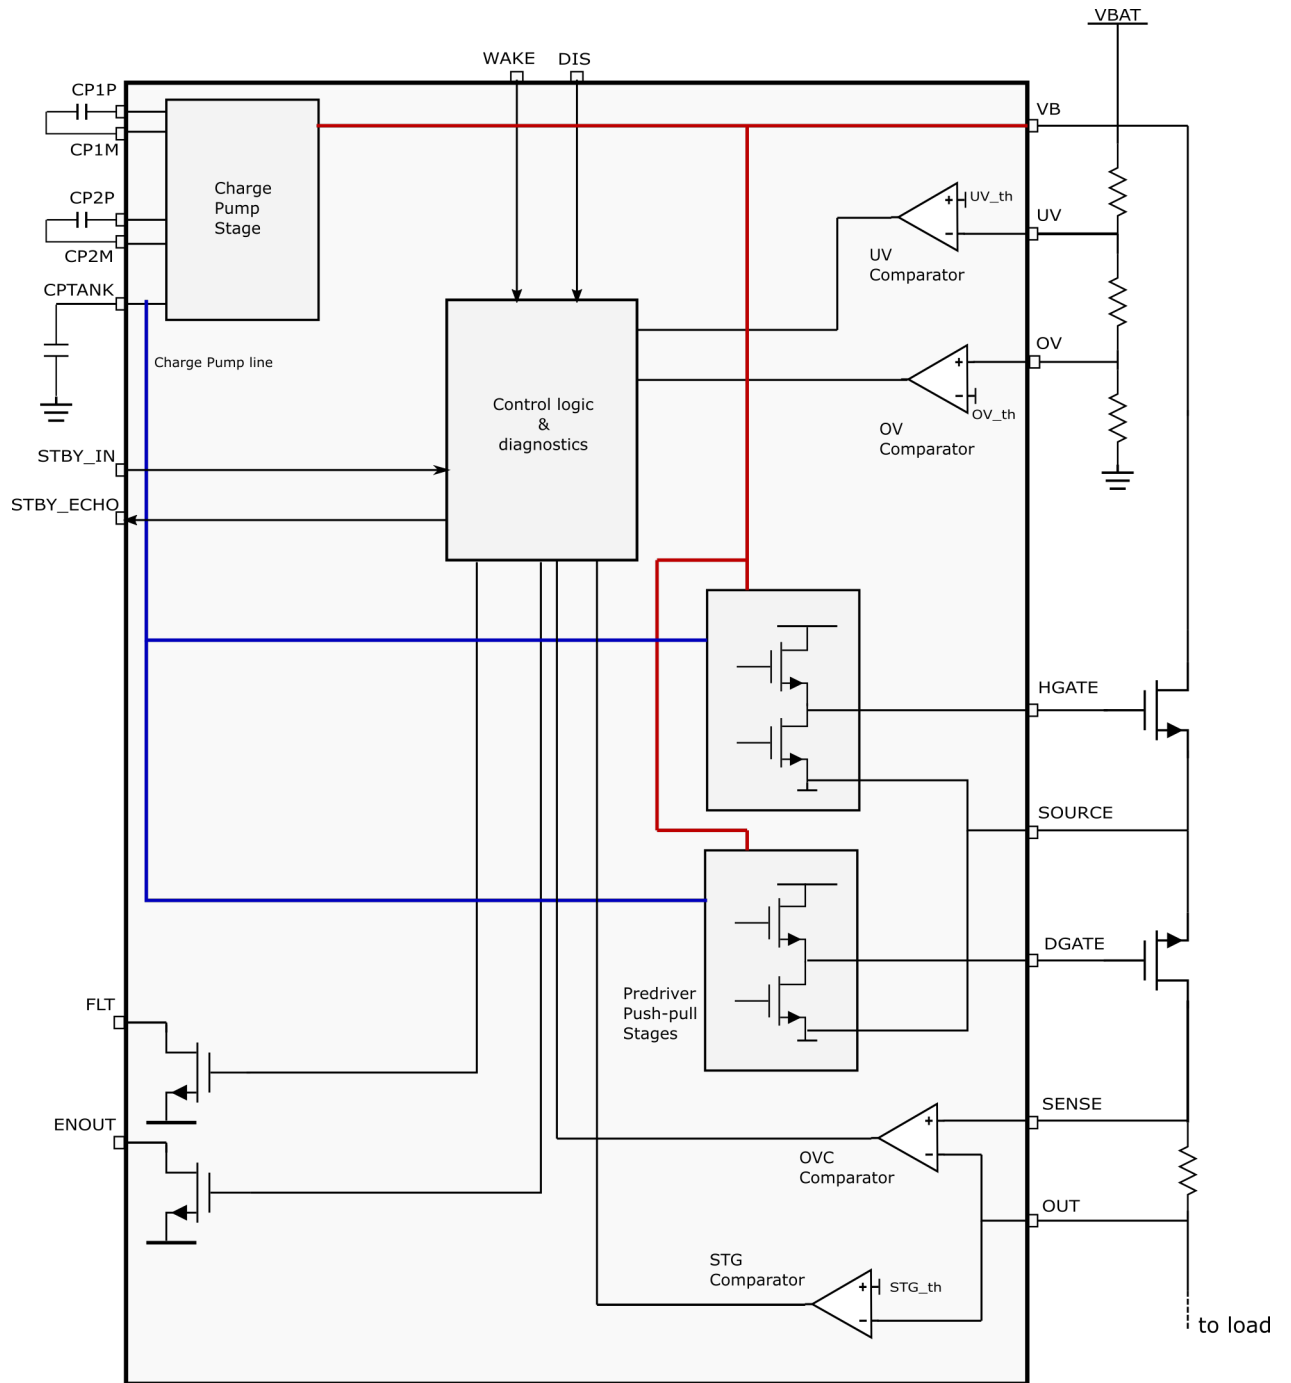 VBAT
WAKE
DIS
CP1P
CP1M
CP2P
CP2M
CPTANK
Charge
Pump
Stage
Charge Pump line
VB
UV_th
+
−
UV
UV
Comparator
OV
+
−
OV_th
OV
Comparator
Control logic
&
diagnostics
STBY_IN
STBY_ECHO
HGATE
SOURCE
DGATE
Predriver
Push-pull
Stages
FLT
ENOUT
SENSE
+
−
OVC
Comparator
OUT
STG
Comparator
+
−
STG_th
to load